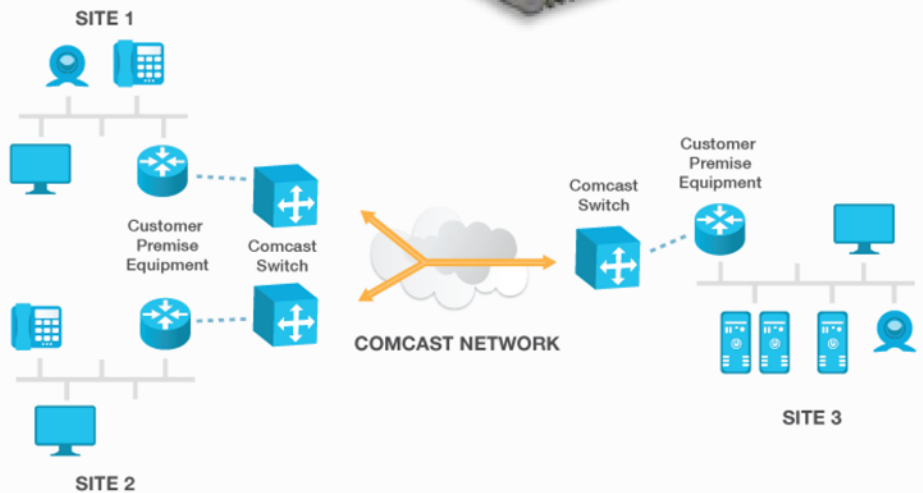 SITE 1
Customer
Premise
Equipment
Comcast
Switch
COMCAST NETWORK
Comcast
Switch
Customer
Premise
Equipment
SITE 3
SITE 2